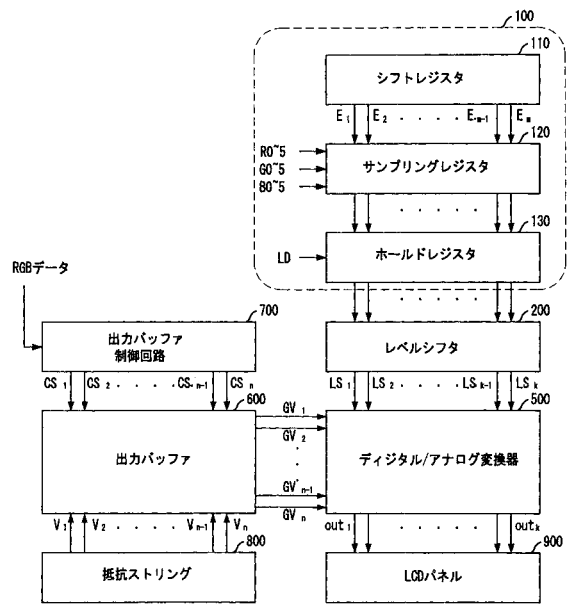 100
110
シフトレジスタ
E1 E2 . . . . . Em-1 Em
120
R0~5
G0~5
B0~5
サンプリングレジスタ
. . . . .
130
LD
ホールドレジスタ
. . . . .
RGBデータ
700
出力バッファ
制御回路
200
レベルシフタ
CS1 CS2 . . . . . CSn-1 CSn
LS1 LS2 . . . . . LSk-1 LSk
600
出力バッファ
GV1
GV2
GVn-1
GVn
500
ディジタル/アナログ変換器
V1 V2 . . . . . Vn-1 Vn
out1 . . . . . outk
800
抵抗ストリング
900
LCDパネル